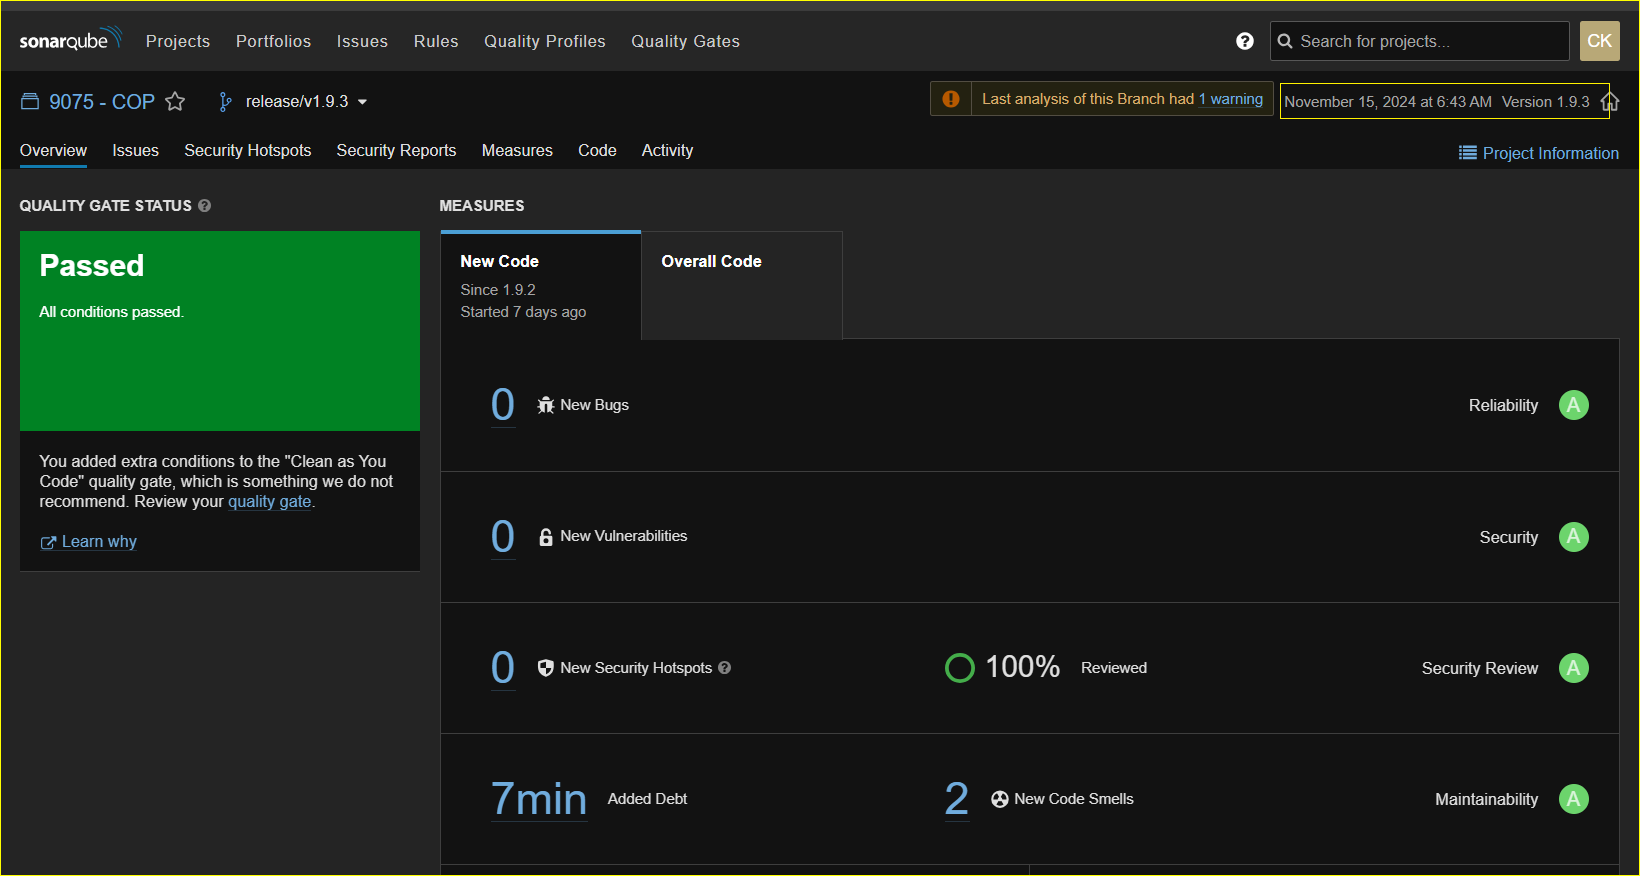 sonarqube Projects Portfolios Issues Rules Quality Profiles Quality Gates ? Search for projects... CK
9075 - COP release/v1.9.3 ! Last analysis of this Branch had 1 warning November 15, 2024 at 6:43 AM Version 1.9.3
Overview Issues Security Hotspots Security Reports Measures Code Activity Project Information
QUALITY GATE STATUS ?
Passed
All conditions passed.
You added extra conditions to the "Clean as You
Code" quality gate, which is something we do not
recommend. Review your quality gate.
Learn why
MEASURES
New Code
Since 1.9.2
Started 7 days ago
Overall Code
0 New Bugs Reliability A
0 New Vulnerabilities Security A
0 New Security Hotspots ? 100% Reviewed Security Review A
7min Added Debt 2 New Code Smells Maintainability A